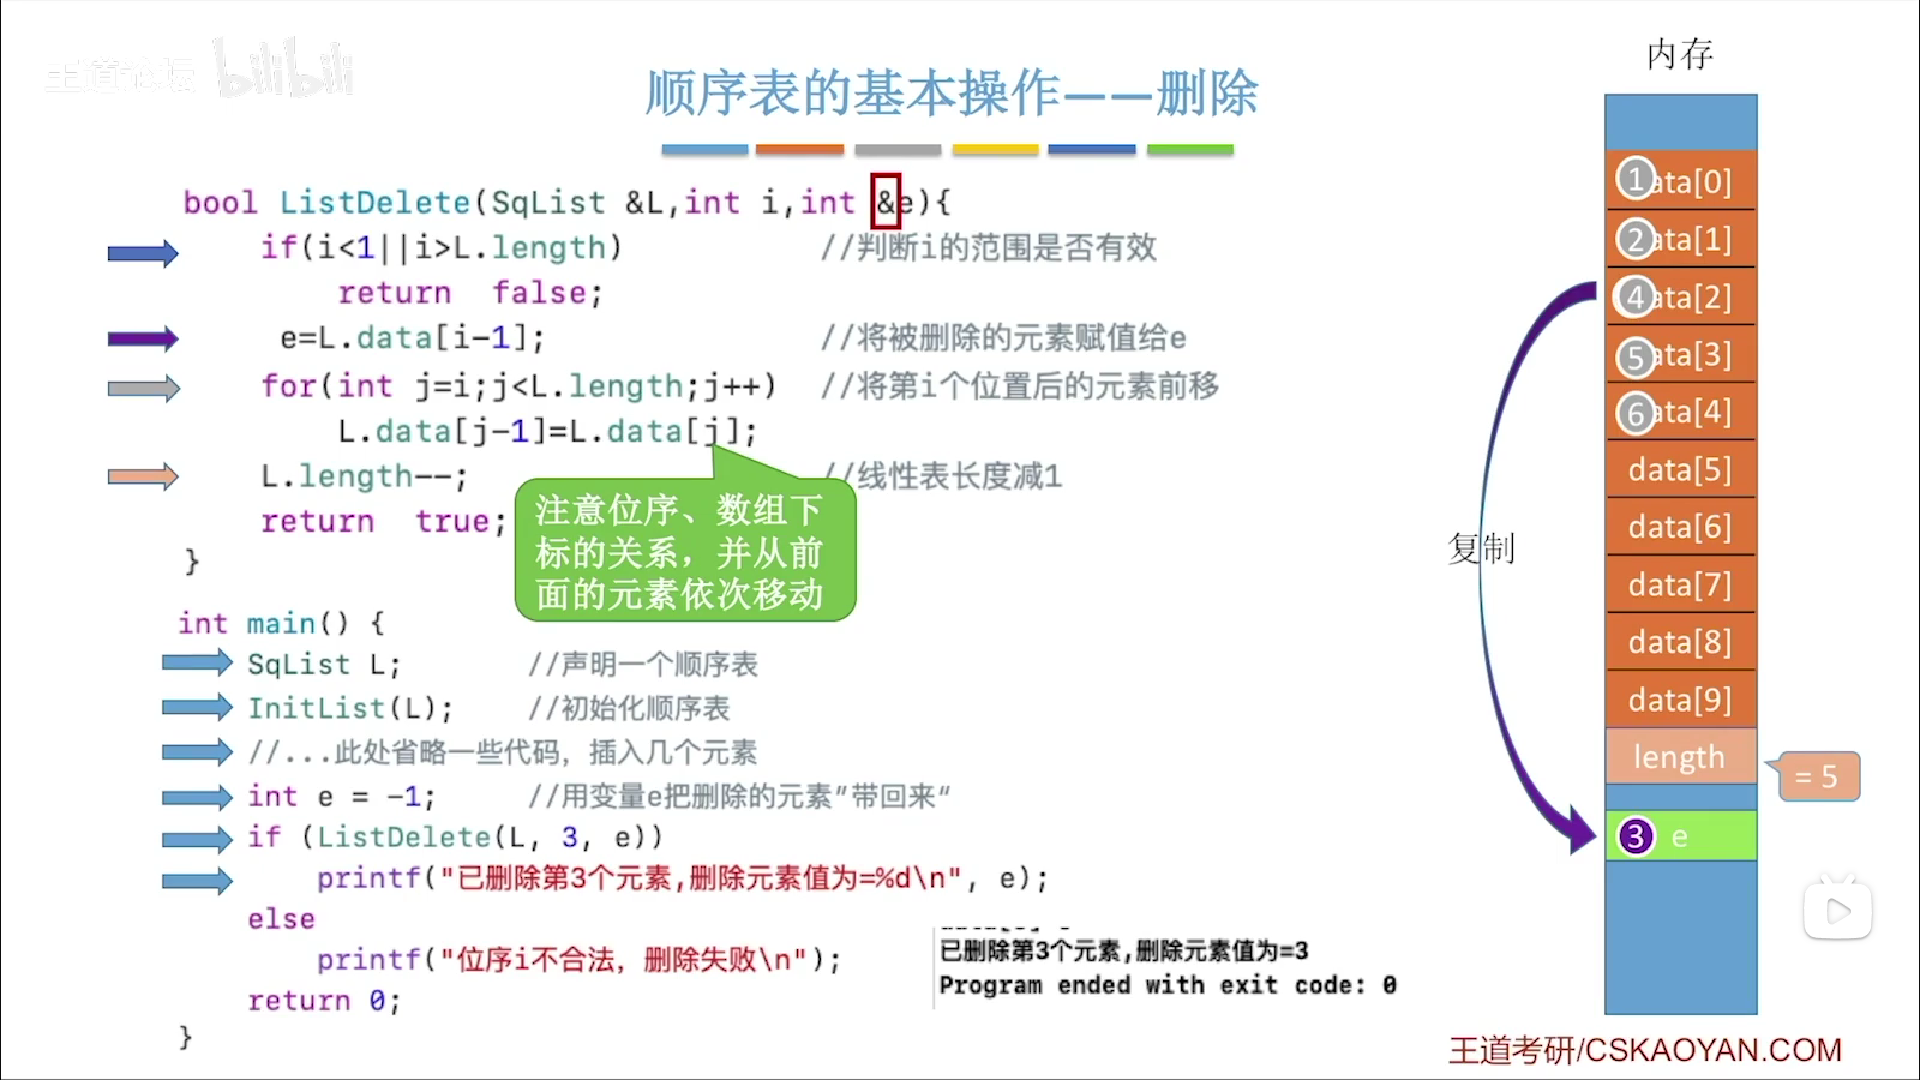 王道论坛 bilibili
顺序表的基本操作——删除
bool ListDelete(SqList &L,int i,int &e){
if(i<1||i>L.length) //判断i的范围是否有效
return false;
e=L.data[i-1]; //将被删除的元素赋值给e
for(int j=i;j<L.length;j++) //将第i个位置后的元素前移
L.data[j-1]=L.data[j];
L.length--; //线性表长度减1
return true;
}
注意位序、数组下
标的关系，并从前
面的元素依次移动
int main() {
SqList L; //声明一个顺序表
InitList(L); //初始化顺序表
//...此处省略一些代码，插入几个元素
int e = -1; //用变量e把删除的元素"带回来"
if (ListDelete(L, 3, e))
printf("已删除第3个元素,删除元素值为=%d\n", e);
else
printf("位序i不合法，删除失败\n");
return 0;
}
已删除第3个元素,删除元素值为=3
Program ended with exit code: 0
内存
1 ata[0]
2 ata[1]
4 ata[2]
5 ata[3]
6 ata[4]
data[5]
data[6]
data[7]
data[8]
data[9]
length
= 5
3 e
复制
王道考研/CSKAOYAN.COM